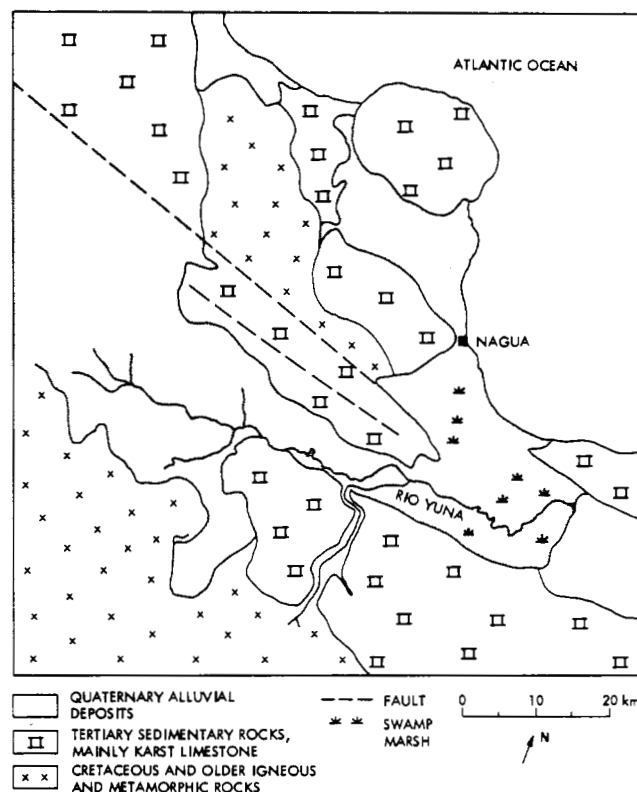 ATLANTIC OCEAN
NAGUA
RIO YUNA
QUATERNARY ALLUVIAL
DEPOSITS
TERTIARY SEDIMENTARY ROCKS,
MAINLY KARST LIMESTONE
CRETACEOUS AND OLDER IGNEOUS
AND METAMORPHIC ROCKS
FAULT
SWAMP
MARSH
0 10 20 km
N